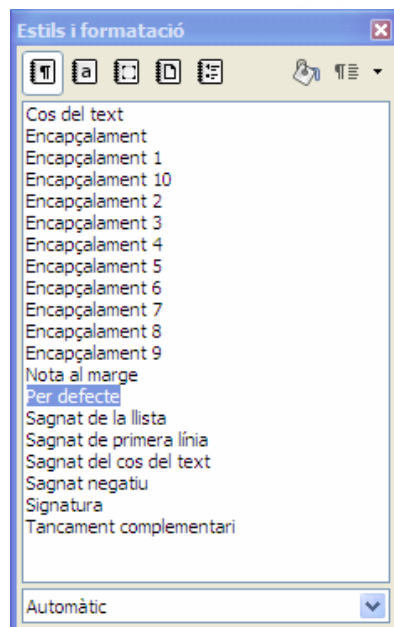 Estils i formatació
Cos del text
Encapçalament
Encapçalament 1
Encapçalament 10
Encapçalament 2
Encapçalament 3
Encapçalament 4
Encapçalament 5
Encapçalament 6
Encapçalament 7
Encapçalament 8
Encapçalament 9
Nota al marge
Per defecte
Sagnat de la llista
Sagnat de primera línia
Sagnat del cos del text
Sagnat negatiu
Signatura
Tancament complementari
Automàtic